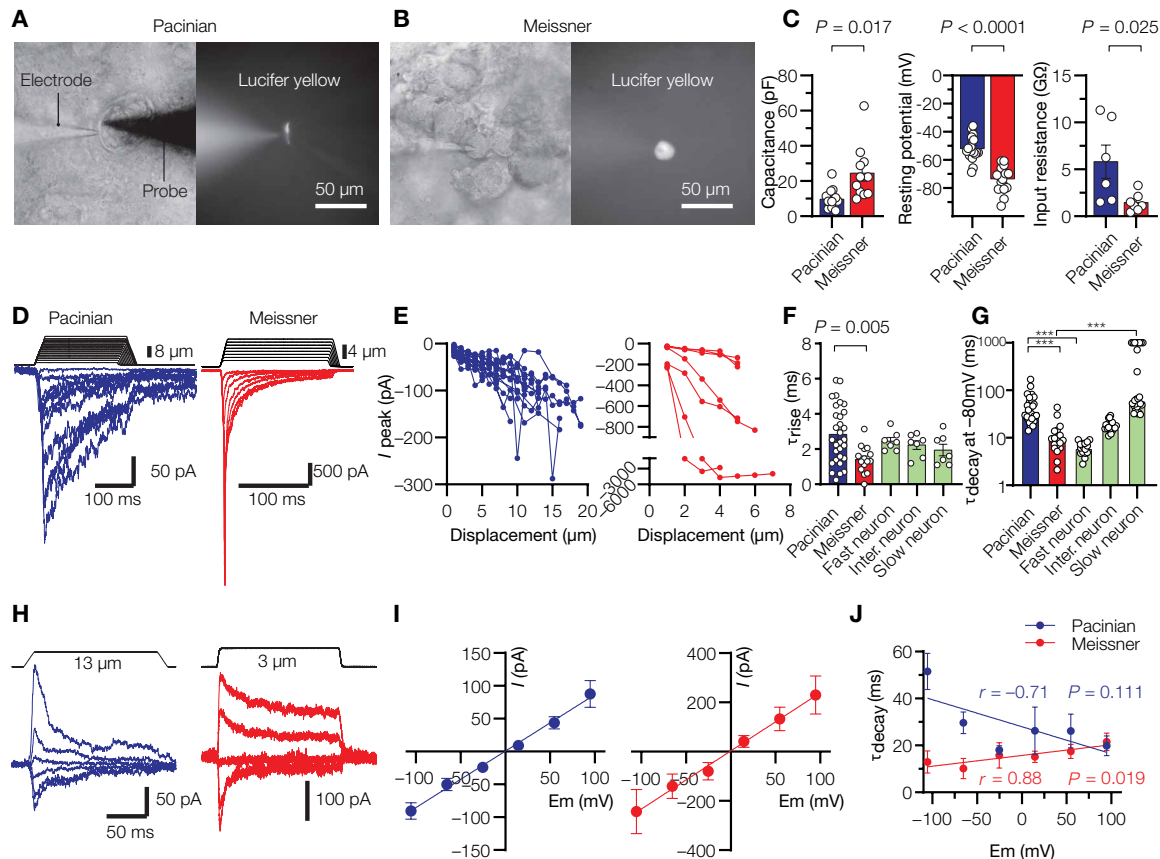 A
Pacinian
Electrode
Probe
Lucifer yellow
50 µm
B
Meissner
Lucifer yellow
50 µm
C
P = 0.017
Capacitance (pF)
80
60
40
20
0
Pacinian
Meissner
P < 0.0001
Resting potential (mV)
0
−20
−40
−60
−80
Pacinian
Meissner
P = 0.025
Input resistance (GΩ)
15
10
5
0
Pacinian
Meissner
D
Pacinian
8 µm
50 pA
100 ms
Meissner
4 µm
500 pA
100 ms
E
I peak (pA)
0
−100
−200
−300
0
5
10
15
20
Displacement (µm)
0
−200
−400
−600
−800
−3000
−6000
0
2
4
6
8
Displacement (µm)
F
P = 0.005
τ rise (ms)
8
6
4
2
0
Pacinian
Meissner
Fast neuron
Inter. neuron
Slow neuron
G
τ decay at −80mV (ms)
1000
100
10
1
***
***
***
Pacinian
Meissner
Fast neuron
Inter. neuron
Slow neuron
H
13 µm
50 pA
50 ms
3 µm
100 pA
I
I (pA)
150
100
50
−50
−100
−150
−100
−50
50
100
Em (mV)
I (pA)
400
200
−200
−400
−100
−50
50
100
Em (mV)
J
Pacinian
Meissner
τ decay (ms)
60
40
20
0
r = −0.71
P = 0.111
r = 0.88
P = 0.019
−100
−50
0
50
100
Em (mV)